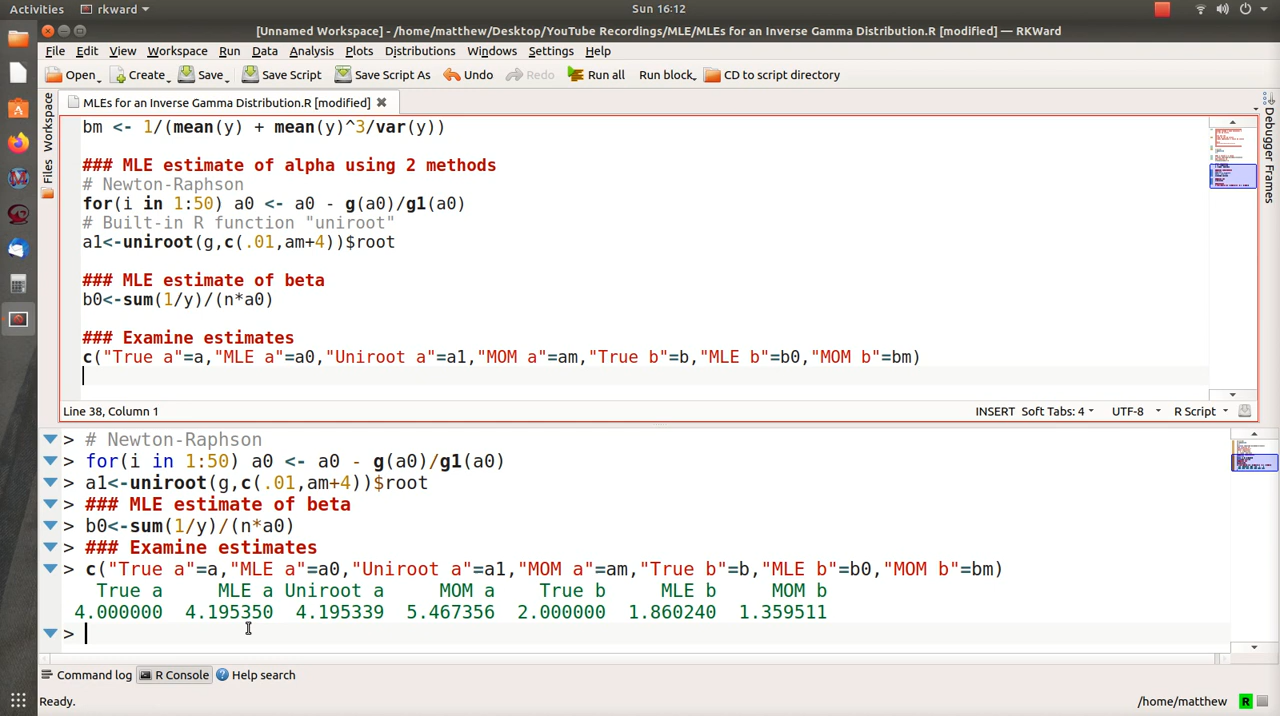 Activities rkward Sun 16:12
[Unnamed Workspace] - /home/matthew/Desktop/YouTube Recordings/MLE/MLEs for an Inverse Gamma Distribution.R [modified] — RKWard
File Edit View Workspace Run Data Analysis Plots Distributions Windows Settings Help
Open Create Save Save Script Save Script As Undo Redo Run all Run block CD to script directory
MLEs for an Inverse Gamma Distribution.R [modified]
Workspace
Files
Debugger Frames
bm <- 1/(mean(y) + mean(y)^3/var(y))
### MLE estimate of alpha using 2 methods
# Newton-Raphson
for(i in 1:50) a0 <- a0 - g(a0)/g1(a0)
# Built-in R function "uniroot"
a1<-uniroot(g,c(.01,am+4))$root
### MLE estimate of beta
b0<-sum(1/y)/(n*a0)
### Examine estimates
c("True a"=a,"MLE a"=a0,"Uniroot a"=a1,"MOM a"=am,"True b"=b,"MLE b"=b0,"MOM b"=bm)
Line 38, Column 1 INSERT Soft Tabs: 4 UTF-8 R Script
> # Newton-Raphson
> for(i in 1:50) a0 <- a0 - g(a0)/g1(a0)
> a1<-uniroot(g,c(.01,am+4))$root
> ### MLE estimate of beta
> b0<-sum(1/y)/(n*a0)
> ### Examine estimates
> c("True a"=a,"MLE a"=a0,"Uniroot a"=a1,"MOM a"=am,"True b"=b,"MLE b"=b0,"MOM b"=bm)
True a MLE a Uniroot a MOM a True b MLE b MOM b
4.000000 4.195350 4.195339 5.467356 2.000000 1.860240 1.359511
>
Command log R Console Help search
Ready. /home/matthew R